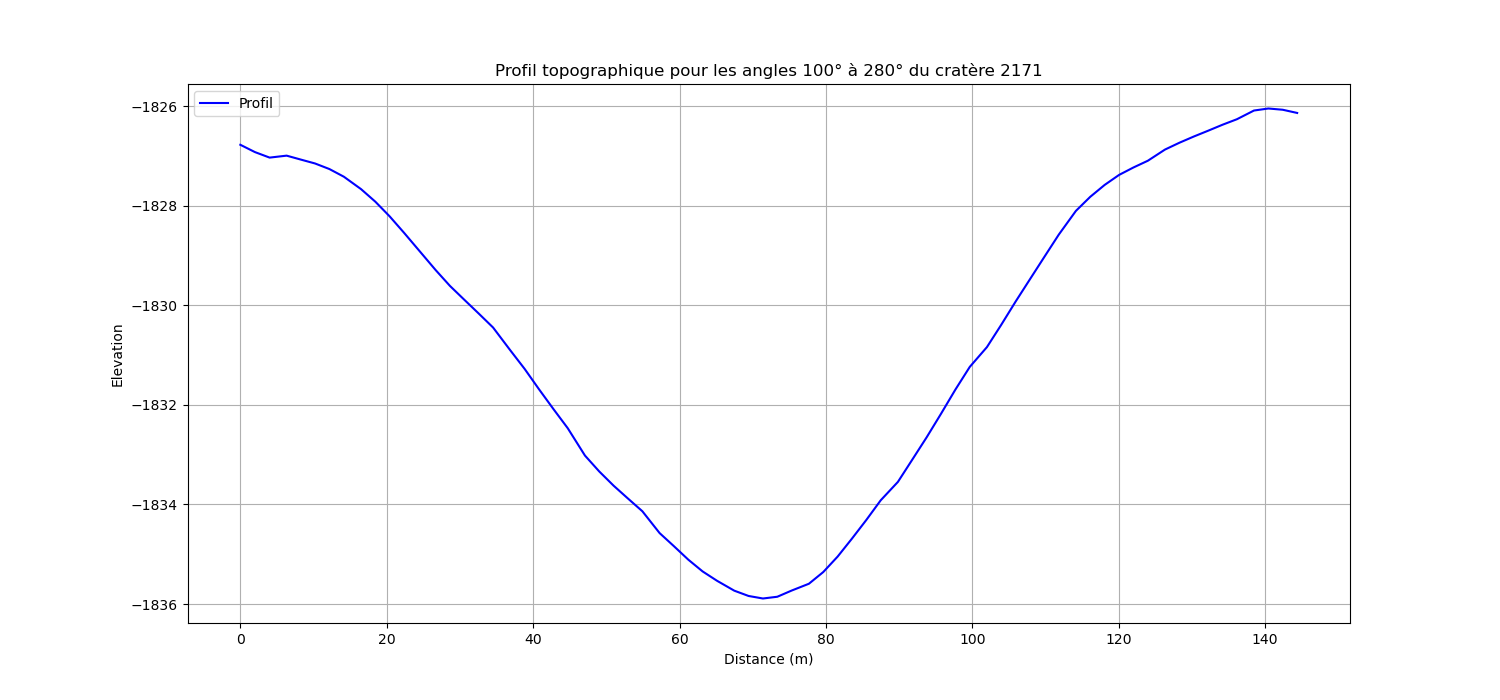 Profil topographique pour les angles 100° à 280° du cratère 2171
Profil
−1826
−1828
−1830
−1832
−1834
−1836
Elevation
0 20 40 60 80 100 120 140
Distance (m)